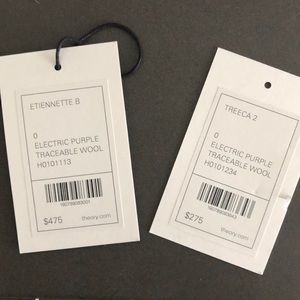 ETIENNETTE B
0
ELECTRIC PURPLE
TRACEABLE WOOL
H0101113
$475
theory.com
TREECA 2
0
ELECTRIC PURPLE
TRACEABLE WOOL
H0101234
$275
theory.com